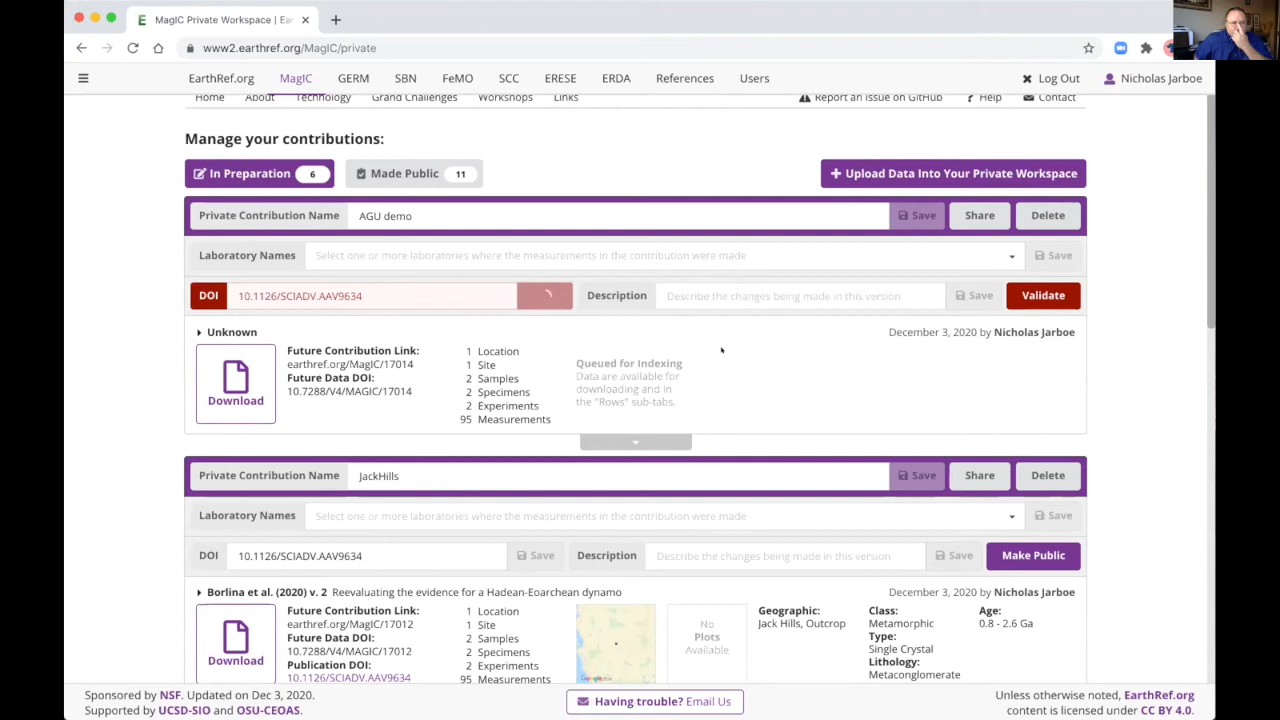 MagIC Private Workspace | Ear
www2.earthref.org/MagIC/private
EarthRef.org MagIC GERM SBN FeMO SCC ERESE ERDA References Users Log Out Nicholas Jarboe
Home About Technology Grand Challenges Workshops Links Report an Issue on GitHub Help Contact
Manage your contributions:
In Preparation 6 Made Public 11 Upload Data Into Your Private Workspace
Private Contribution Name AGU demo Save Share Delete
Laboratory Names Select one or more laboratories where the measurements in the contribution were made Save
DOI 10.1126/SCIADV.AAV9634 Description Describe the changes being made in this version Save Validate
Unknown December 3, 2020 by Nicholas Jarboe
Download
Future Contribution Link:
earthref.org/MagIC/17014
Future Data DOI:
10.7288/V4/MAGIC/17014
1 Location
1 Site
2 Samples
2 Specimens
2 Experiments
95 Measurements
Queued for Indexing
Data are available for
downloading and in
the "Rows" sub-tabs.
Private Contribution Name JackHills Save Share Delete
Laboratory Names Select one or more laboratories where the measurements in the contribution were made Save
DOI 10.1126/SCIADV.AAV9634 Save Description Describe the changes being made in this version Save Make Public
Borlina et al. (2020) v. 2 Reevaluating the evidence for a Hadean-Eoarchean dynamo December 3, 2020 by Nicholas Jarboe
Download
Future Contribution Link:
earthref.org/MagIC/17012
Future Data DOI:
10.7288/V4/MAGIC/17012
Publication DOI:
10.1126/SCIADV.AAV9634
1 Location
1 Site
2 Samples
2 Specimens
2 Experiments
95 Measurements
Google
No
Plots
Available
Geographic:
Jack Hills, Outcrop
Class:
Metamorphic
Type:
Single Crystal
Lithology:
Metaconglomerate
Age:
0.8 - 2.6 Ga
Sponsored by NSF. Updated on Dec 3, 2020.
Supported by UCSD-SIO and OSU-CEOAS.
Having trouble? Email Us
Unless otherwise noted, EarthRef.org
content is licensed under CC BY 4.0.